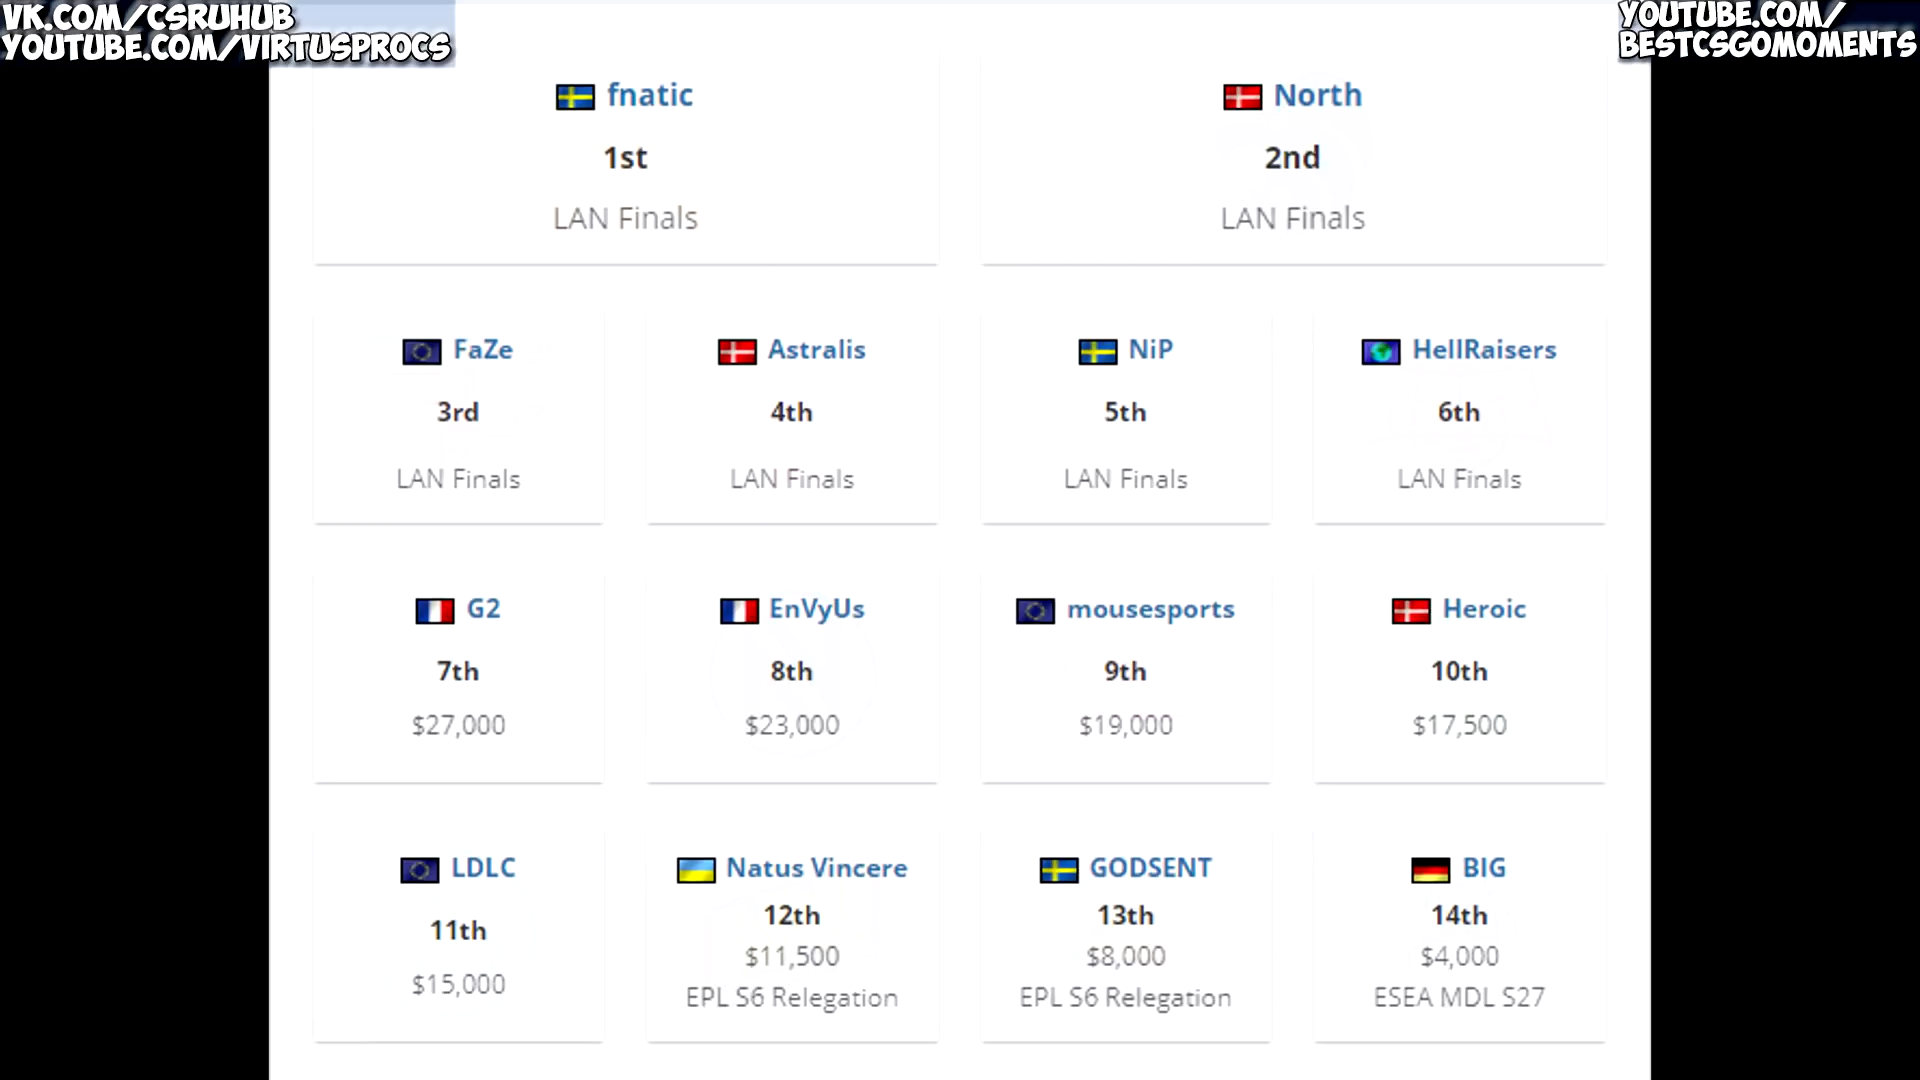 VK.COM/CSRUHUB
YOUTUBE.COM/VIRTUSPROCS
YOUTUBE.COM/
BESTCSGOMOMENTS
fnatic
1st
LAN Finals
North
2nd
LAN Finals
FaZe
3rd
LAN Finals
Astralis
4th
LAN Finals
NiP
5th
LAN Finals
HellRaisers
6th
LAN Finals
G2
7th
$27,000
EnVyUs
8th
$23,000
mousesports
9th
$19,000
Heroic
10th
$17,500
LDLC
11th
$15,000
Natus Vincere
12th
$11,500
EPL S6 Relegation
GODSENT
13th
$8,000
EPL S6 Relegation
BIG
14th
$4,000
ESEA MDL S27